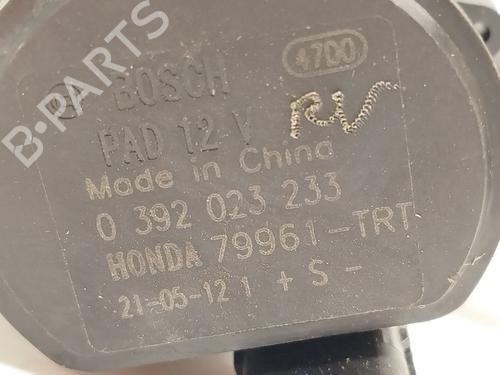 4700
BOSCH
PAD 12 V
RV
Made in China
0 392 023 233
HONDA 79961-TRT
21-05-12 1 + S -
B-Parts